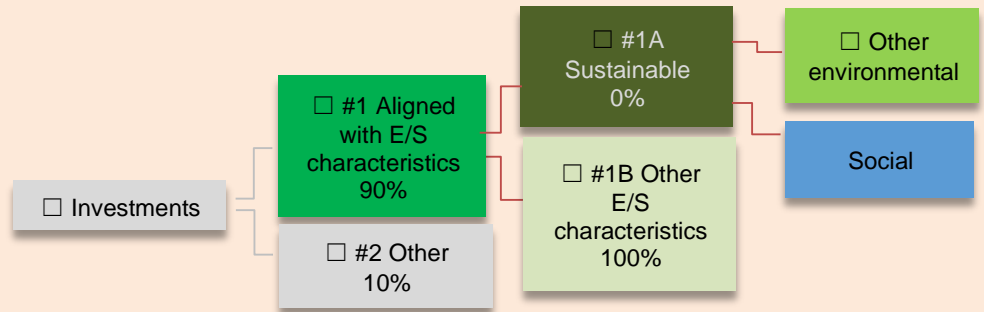 ☐ Investments
☐ #1 Aligned
with E/S
characteristics
90%
☐ #2 Other
10%
☐ #1A
Sustainable
0%
☐ #1B Other
E/S
characteristics
100%
☐ Other
environmental
Social